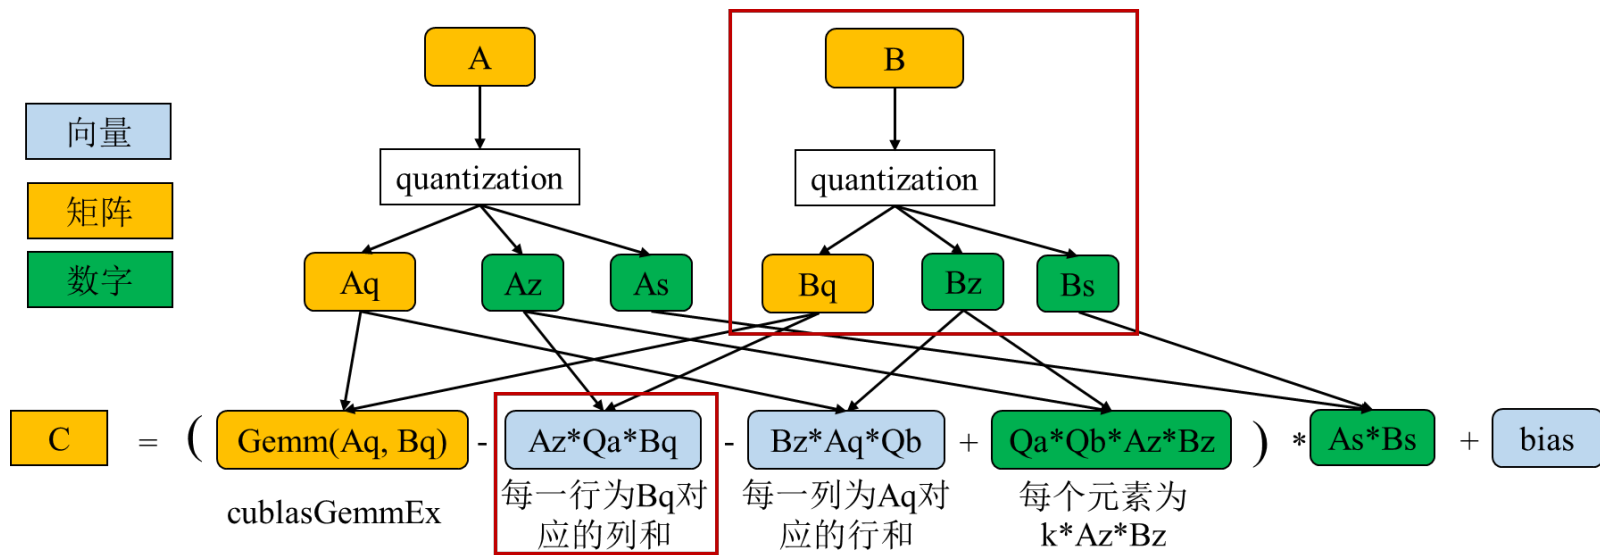 A
B
向量
quantization
quantization
矩阵
数字
Aq
Az
As
Bq
Bz
Bs
C = ( Gemm(Aq, Bq) - Az*Qa*Bq - Bz*Aq*Qb + Qa*Qb*Az*Bz ) * As*Bs + bias
cublasGemmEx
每一行为Bq对
应的列和
每一列为Aq对
应的行和
每个元素为
k*Az*Bz